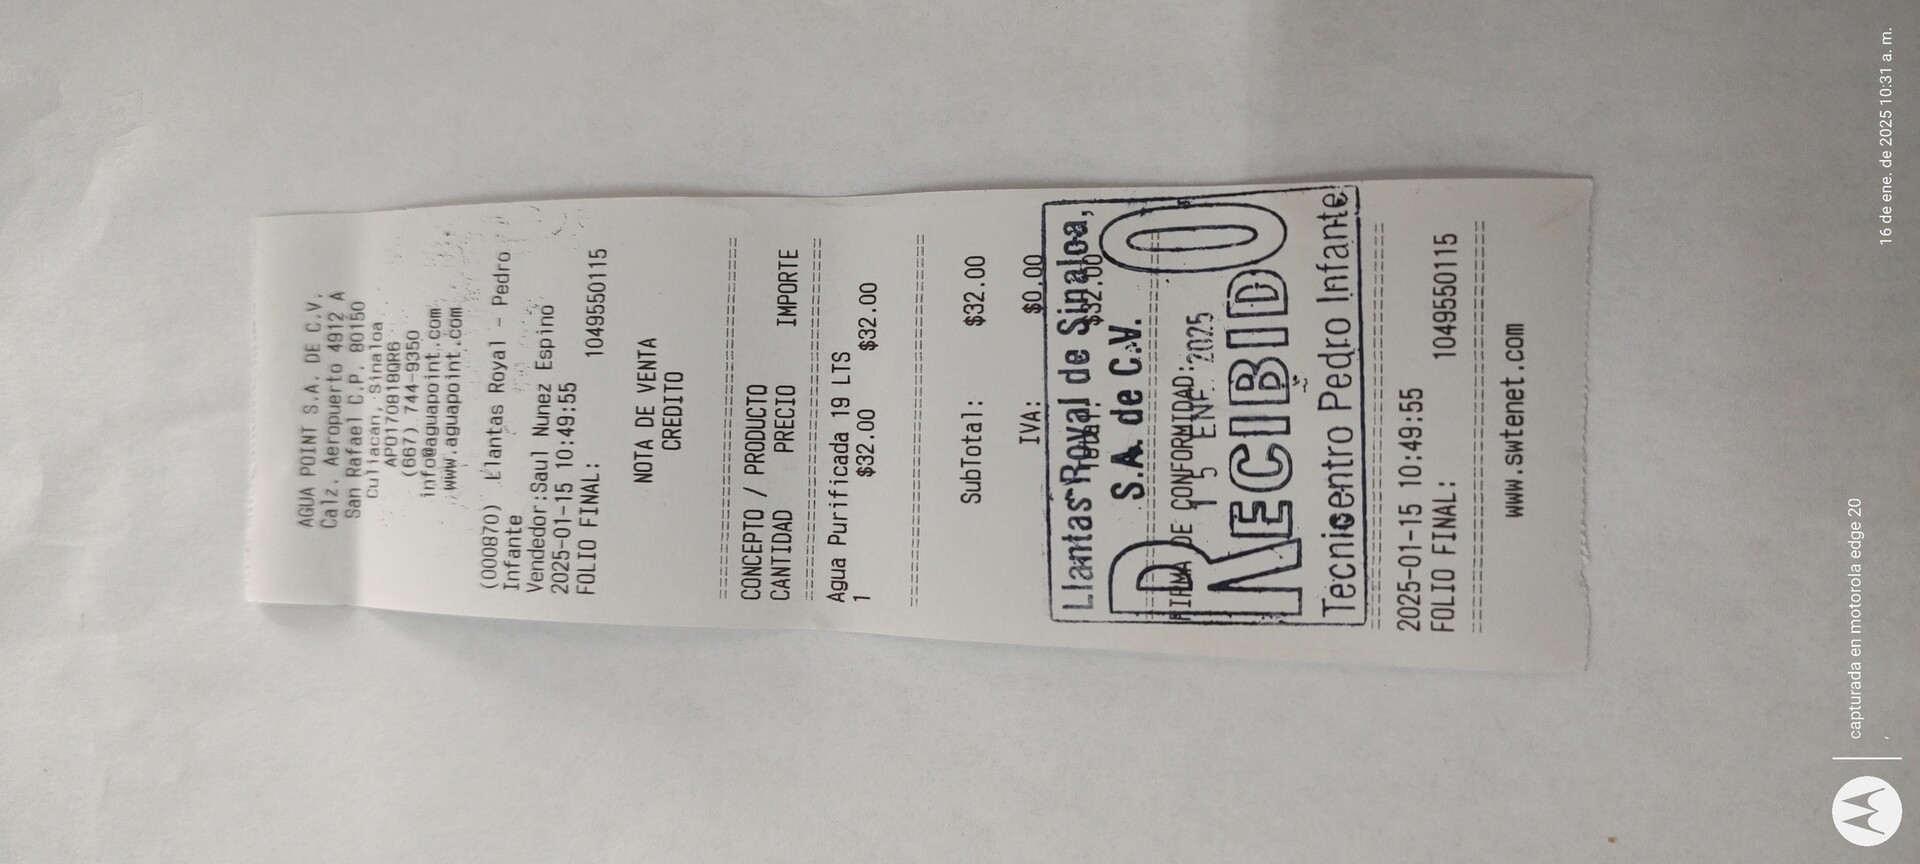 AGUA POINT S.A. DE C.V.
Calz. Aeropuerto 4912 A
San Rafael C.P. 80150
Culiacan, Sinaloa
APO170818QR6
(667) 744-9350
info@aguapoint.com
www.aguapoint.com
(000870) Llantas Royal - Pedro
Infante
Vendedor:Saul Nunez Espino
2025-01-15 10:49:55
FOLIO FINAL: 1049550115
NOTA DE VENTA
CREDITO
==============================
CONCEPTO / PRODUCTO
CANTIDAD PRECIO IMPORTE
==============================
Agua Purificada 19 LTS
1 $32.00 $32.00
==============================
SubTotal: $32.00
IVA: $0.00
Total: $32.00
Llantas Royal de Sinaloa,
S.A. de C.V.
FIRMA DE CONFORMIDAD:
15 ENE. 2025
RECIBIDO
Tecnicentro Pedro Infante
==============================
2025-01-15 10:49:55
FOLIO FINAL: 1049550115
==============================
www.swtenet.com
capturada en motorola edge 20
16 de ene. de 2025 10:31 a. m.